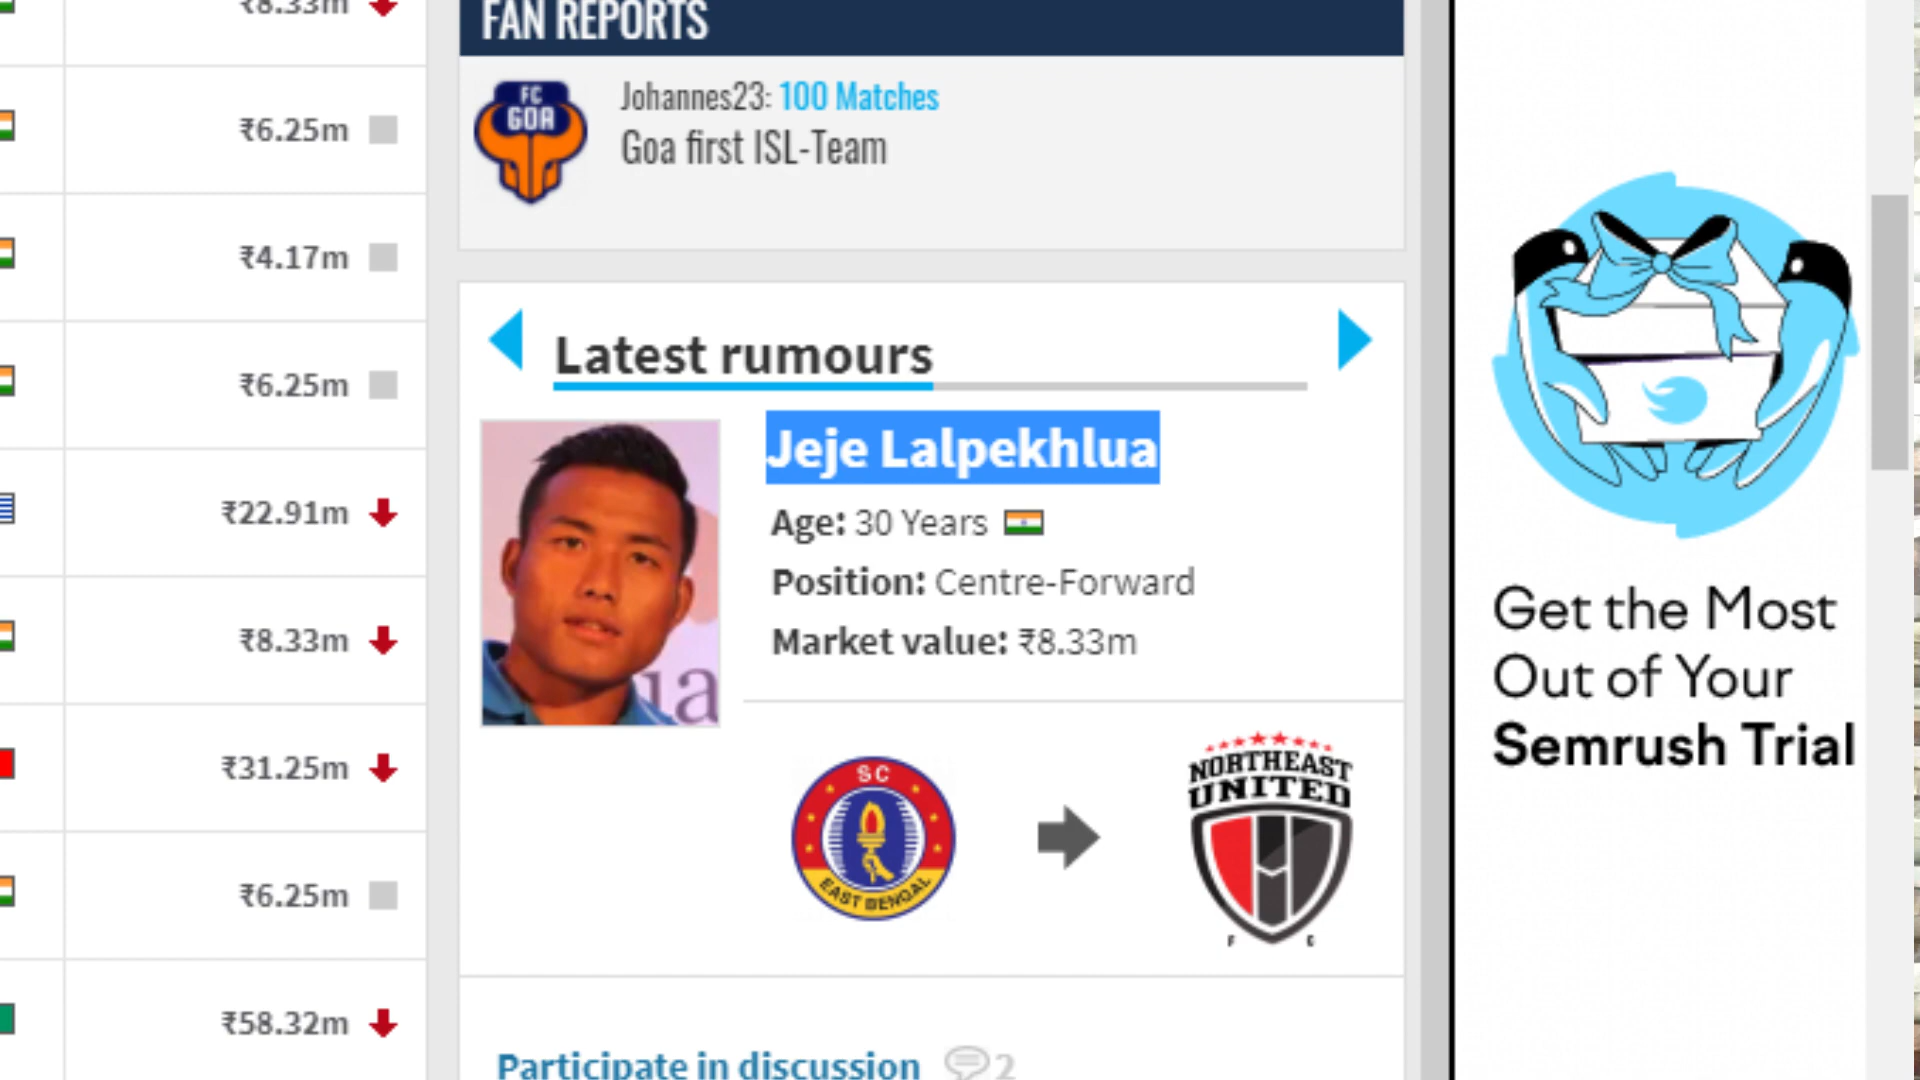 ₹8.33m
₹6.25m
₹4.17m
₹6.25m
₹22.91m
₹8.33m
₹31.25m
₹6.25m
₹58.32m
FAN REPORTS
FC
GOA
Johannes23: 100 Matches
Goa first ISL-Team
Latest rumours
Jeje Lalpekhlua
Age: 30 Years
Position: Centre-Forward
Market value: ₹8.33m
ia
SC
EAST BENGAL
NORTHEAST
UNITED
F G
Participate in discussion 2
Get the Most
Out of Your
Semrush Trial